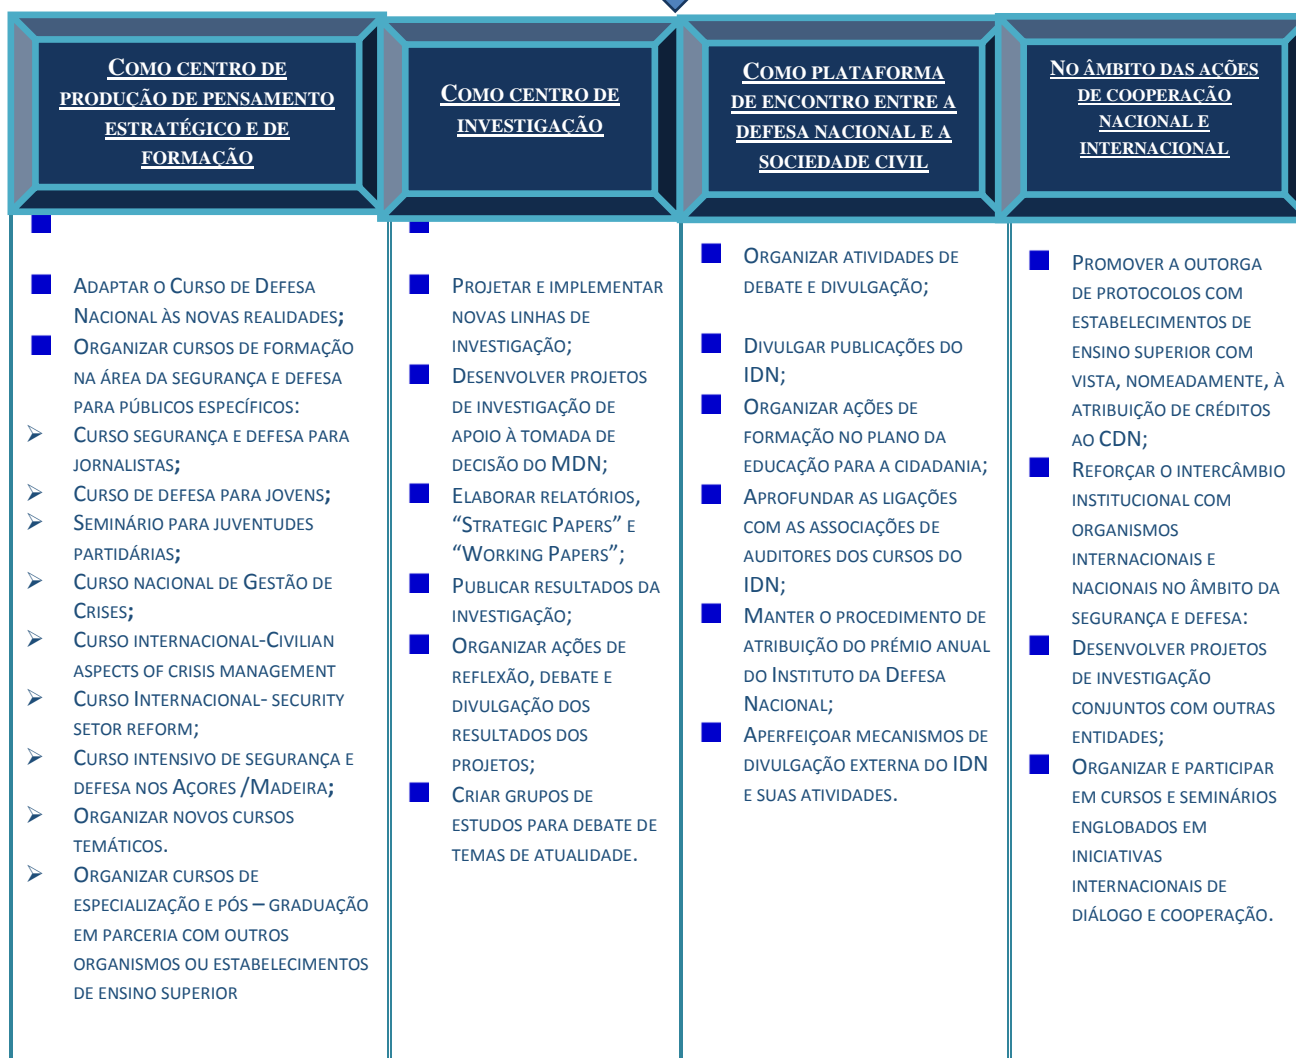 Como centro de
produção de pensamento
estratégico e de
formação
Adaptar o Curso de Defesa
Nacional às novas realidades;
Organizar cursos de formação
na área da segurança e defesa
para públicos específicos:
Curso segurança e defesa para
jornalistas;
Curso de defesa para jovens;
Seminário para juventudes
partidárias;
Curso nacional de Gestão de
Crises;
Curso internacional-Civilian
aspects of crisis management
Curso Internacional- security
setor reform;
Curso intensivo de segurança e
defesa nos Açores /Madeira;
Organizar novos cursos
temáticos.
Organizar cursos de
especialização e pós – graduação
em parceria com outros
organismos ou estabelecimentos
de ensino superior
Como centro de
investigação
Projetar e implementar
novas linhas de
investigação;
Desenvolver projetos
de investigação de
apoio à tomada de
decisão do MDN;
Elaborar relatórios,
“Strategic Papers” e
“Working Papers”;
Publicar resultados da
investigação;
Organizar ações de
reflexão, debate e
divulgação dos
resultados dos
projetos;
Criar grupos de
estudos para debate de
temas de atualidade.
Como plataforma
de encontro entre a
defesa nacional e a
sociedade civil
Organizar atividades de
debate e divulgação;
Divulgar publicações do
IDN;
Organizar ações de
formação no plano da
educação para a cidadania;
Aprofundar as ligações
com as associações de
auditores dos cursos do
IDN;
Manter o procedimento de
atribuição do prémio anual
do Instituto da Defesa
Nacional;
Aperfeiçoar mecanismos de
divulgação externa do IDN
e suas atividades.
No âmbito das ações
de cooperação
nacional e
internacional
Promover a outorga
de protocolos com
estabelecimentos de
ensino superior com
vista, nomeadamente, à
atribuição de créditos
ao CDN;
Reforçar o intercâmbio
institucional com
organismos
internacionais e
nacionais no âmbito da
segurança e defesa:
Desenvolver projetos
de investigação
conjuntos com outras
entidades;
Organizar e participar
em cursos e seminários
englobados em
iniciativas
internacionais de
diálogo e cooperação.